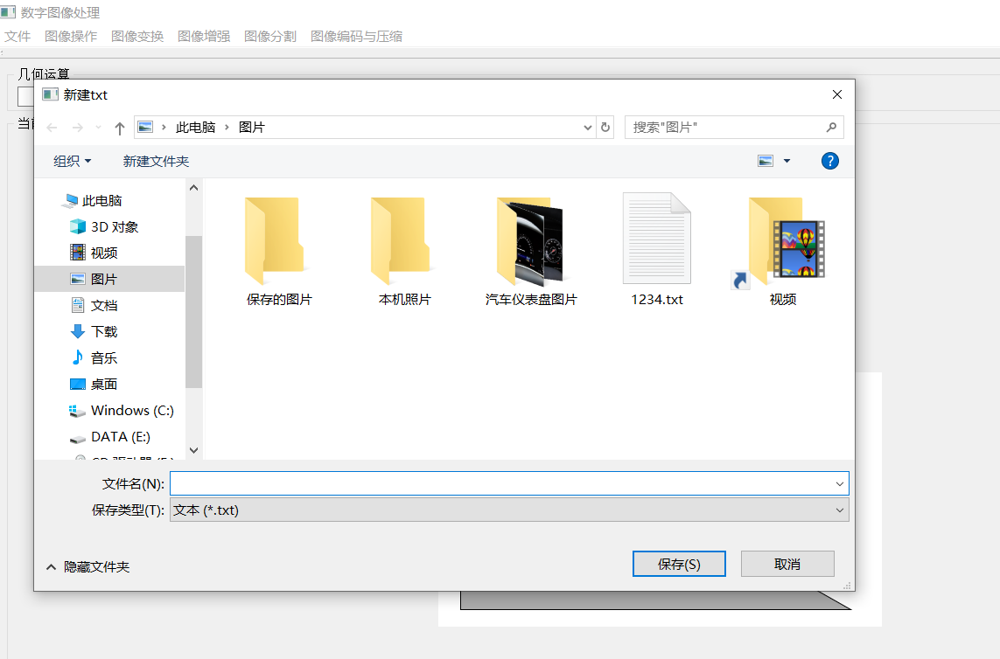 数字图像处理
文件 图像操作 图像变换 图像增强 图像分割 图像编码与压缩
几何运算
新建txt
此电脑 图片
搜索"图片"
组织 新建文件夹
?
此电脑
3D 对象
视频
图片
文档
下载
音乐
桌面
Windows (C:)
DATA (E:)
保存的图片 本机照片 汽车仪表盘图片 1234.txt 视频
文件名(N):
保存类型(T): 文本 (*.txt)
隐藏文件夹 保存(S) 取消